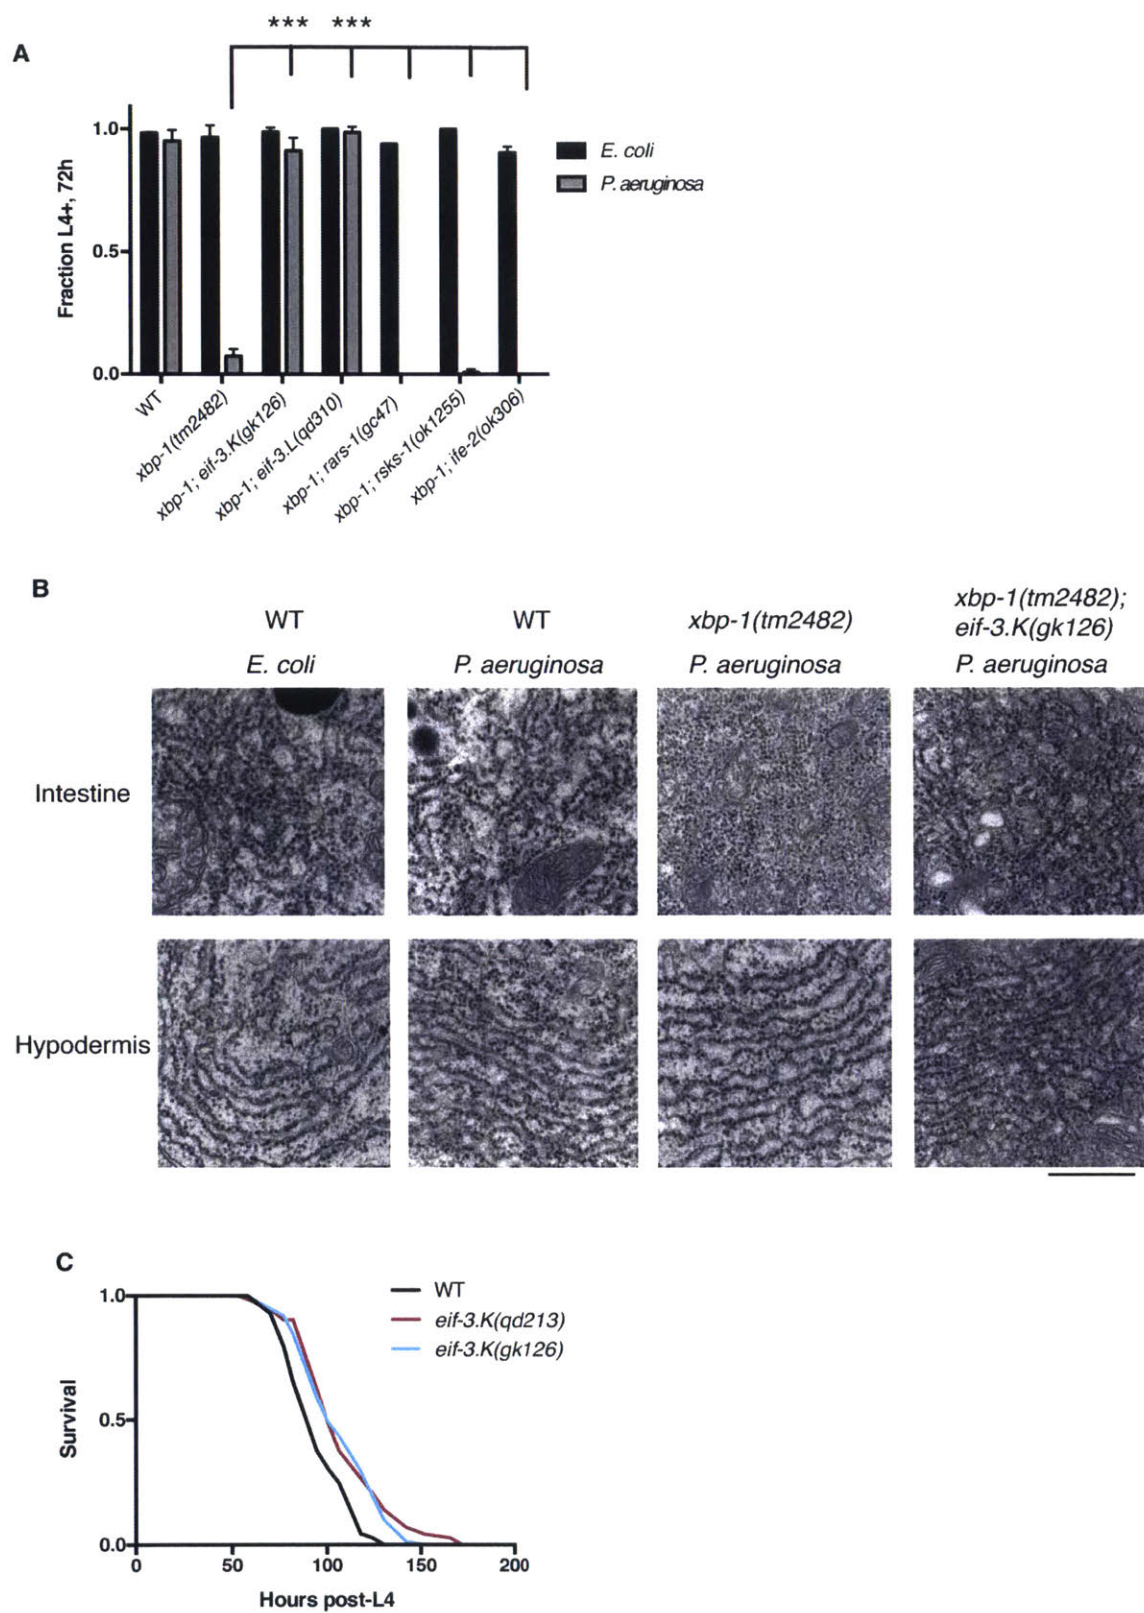 A
*** ***
Fraction L4+, 72h
1.0
0.5
0.0
E. coli
P. aeruginosa
WT
xbp-1(tm2482)
xbp-1; eif-3.K(gk126)
xbp-1; eif-3.L(qd310)
xbp-1; rars-1(gc47)
xbp-1; rsks-1(ok1255)
xbp-1; ife-2(ok306)
B
WT
E. coli
WT
P. aeruginosa
xbp-1(tm2482)
P. aeruginosa
xbp-1(tm2482);
eif-3.K(gk126)
P. aeruginosa
Intestine
Hypodermis
C
Survival
1.0
0.5
0.0
0 50 100 150 200
Hours post-L4
WT
eif-3.K(qd213)
eif-3.K(gk126)